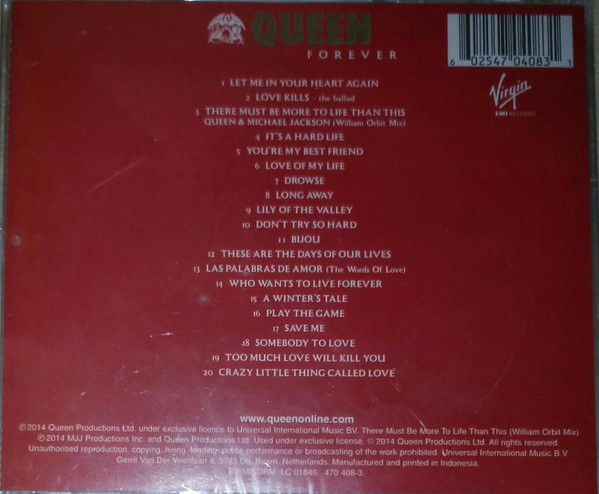 QUEEN
FOREVER
6 02547 04083 1
Virgin
EMI RECORDS
1 LET ME IN YOUR HEART AGAIN
2 LOVE KILLS - the ballad
3 THERE MUST BE MORE TO LIFE THAN THIS
QUEEN & MICHAEL JACKSON (William Orbit Mix)
4 IT'S A HARD LIFE
5 YOU'RE MY BEST FRIEND
6 LOVE OF MY LIFE
7 DROWSE
8 LONG AWAY
9 LILY OF THE VALLEY
10 DON'T TRY SO HARD
11 BIJOU
12 THESE ARE THE DAYS OF OUR LIVES
13 LAS PALABRAS DE AMOR (The Words Of Love)
14 WHO WANTS TO LIVE FOREVER
15 A WINTER'S TALE
16 PLAY THE GAME
17 SAVE ME
18 SOMEBODY TO LOVE
19 TOO MUCH LOVE WILL KILL YOU
20 CRAZY LITTLE THING CALLED LOVE
www.queenonline.com
℗2014 Queen Productions Ltd. under exclusive licence to Universal International Music BV. There Must Be More To Life Than This (William Orbit Mix)
℗2014 MJJ Productions Inc. and Queen Productions Ltd. Used under exclusive license. © 2014 Queen Productions Ltd. All rights reserved
Unauthorised reproduction, copying, hiring, lending, public performance or broadcasting of the work prohibited. Universal International Music B.V.
Gerrit Van Der Veenlaan 4, 3743 DN, Baarn, Netherlands. Manufactured and printed in Indonesia.
LC 01846. 470 408-3.